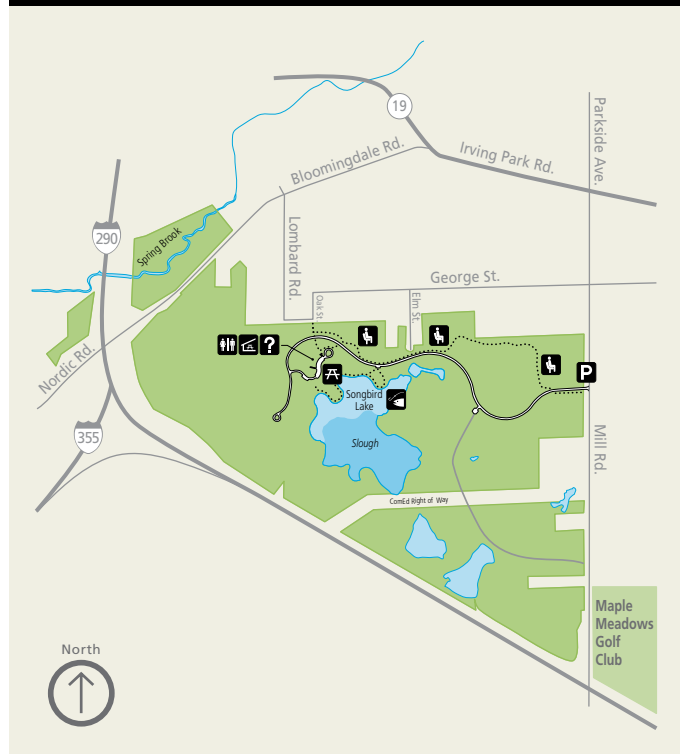 19
Parkside Ave.
Bloomingdale Rd.
Irving Park Rd.
290
Spring Brook
Lombard Rd.
George St.
Oak St.
Elm St.
?
Nordic Rd.
P
Songbird
Lake
355
Slough
Mill Rd.
ComEd Right of Way
Maple
Meadows
Golf
Club
North